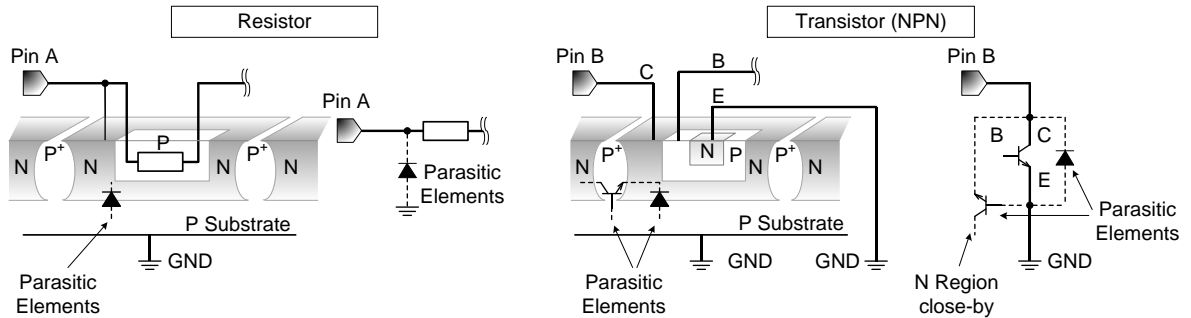 Resistor
Pin A
P
N
P+
N
N
P+
N
P Substrate
GND
Parasitic
Elements
Pin A
Parasitic
Elements
Transistor (NPN)
Pin B
C
B
E
N
P+
N
N
P
N
P+
N
P Substrate
GND
GND
Parasitic
Elements
Pin B
B
C
E
Parasitic
Elements
GND
N Region
close-by